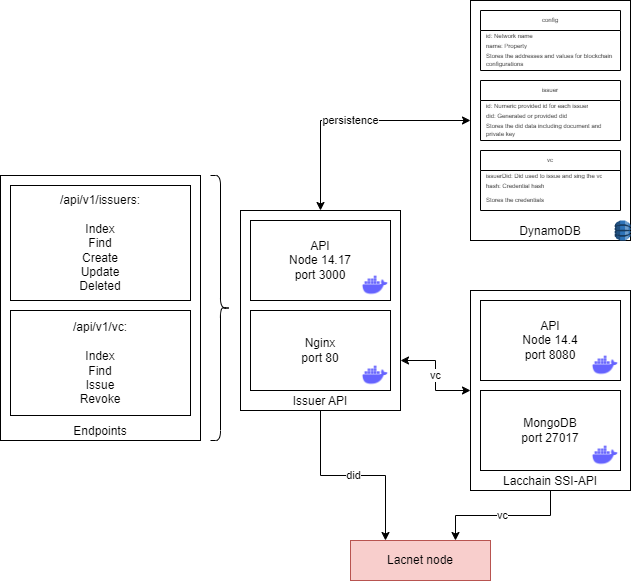 config
id: Network name
name: Property
Stores the addresses and values for blockchain
configurations
issuer
id: Numeric provided id for each issuer
did: Generated or provided did
Stores the did data including document and
private key
vc
issuerDid: Did used to issue and sing the vc
hash: Credential hash
Stores the credentials
DynamoDB
persistence
/api/v1/issuers:
Index
Find
Create
Update
Deleted
/api/v1/vc:
Index
Find
Issue
Revoke
Endpoints
API
Node 14.17
port 3000
Nginx
port 80
Issuer API
vc
API
Node 14.4
port 8080
MongoDB
port 27017
Lacchain SSI-API
did
vc
Lacnet node